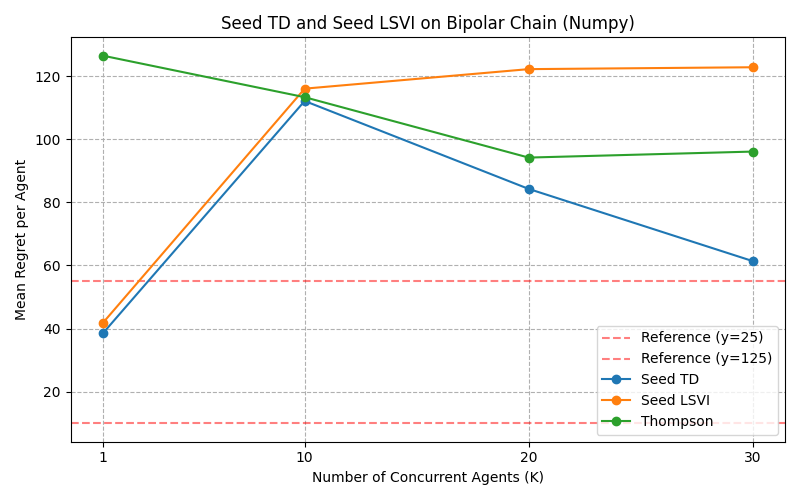 Seed TD and Seed LSVI on Bipolar Chain (Numpy)
Mean Regret per Agent
120
100
80
60
40
20
Reference (y=25)
Reference (y=125)
Seed TD
Seed LSVI
Thompson
1
10
20
30
Number of Concurrent Agents (K)